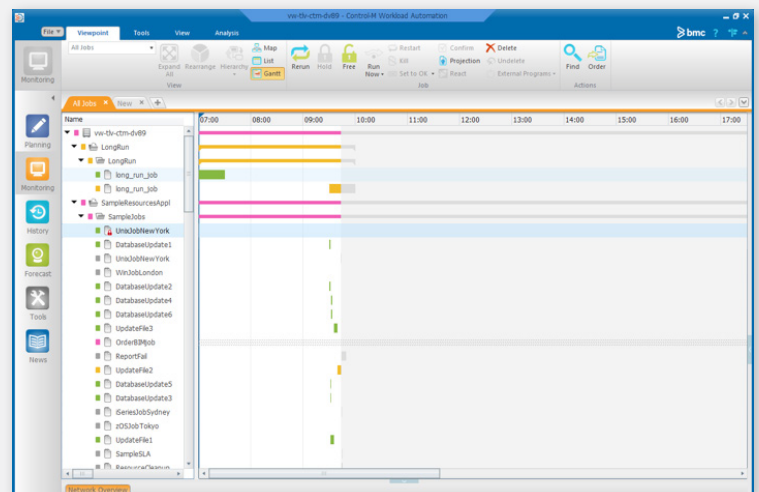 vw-tlv-ctm-dv89 - Control-M Workload Automation
File Viewpoint Tools View Analysis
bmc ?
Monitoring
All Jobs
Expand All
Rearrange
Hierarchy
Map
List
Gantt
View
Rerun
Hold
Free
Run Now
Restart
Kill
Set to OK
Confirm
Projection
React
Delete
Undelete
External Programs
Job
Find
Order
Actions
All Jobs New
Planning
Monitoring
History
Forecast
Tools
News
Name 07:00 08:00 09:00 10:00 11:00 12:00 13:00 14:00 15:00 16:00 17:00
vw-tlv-ctm-dv89
LongRun
LongRun
long_run_job
long_run_job
SampleResourcesAppl
SampleJobs
UnixJobNewYork
DatabaseUpdate1
UnixJobNewYork
WinJobLondon
DatabaseUpdate2
DatabaseUpdate4
DatabaseUpdate6
UpdateFile3
OrderBIMjob
ReportFail
UpdateFile2
DatabaseUpdate5
DatabaseUpdate3
iSeriesJobSydney
zOSJobTokyo
UpdateFile1
SampleSLA
ResourceCleanup
Network Overview